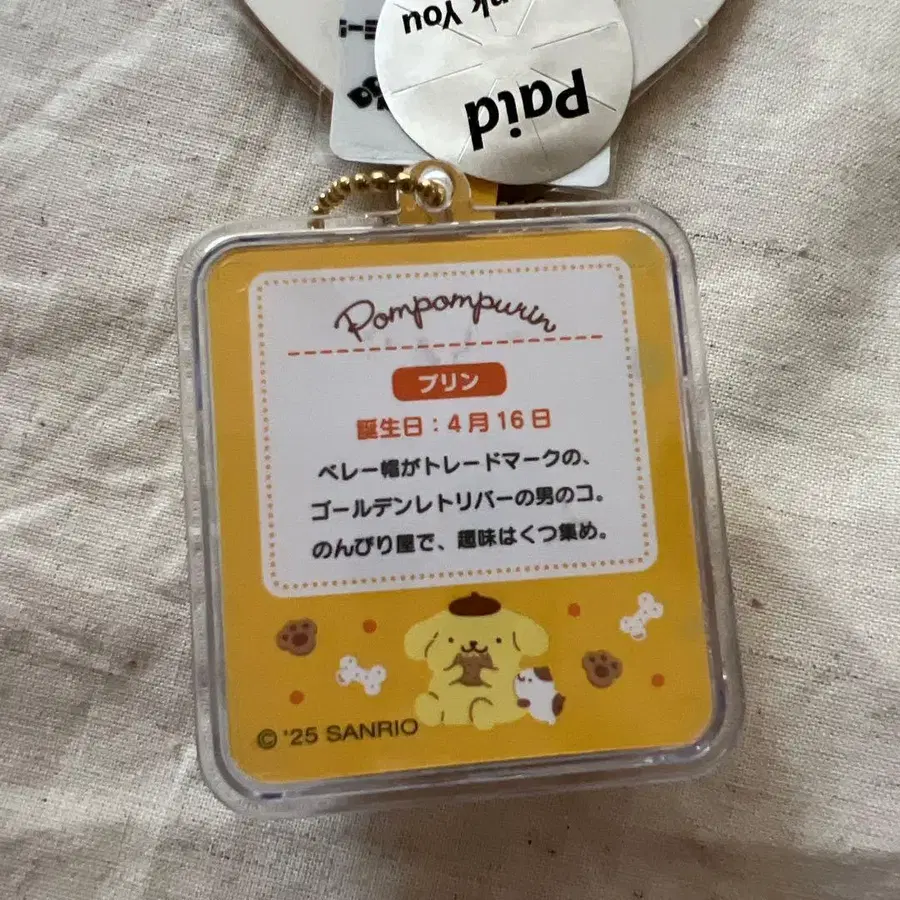 Thank You
Paid
Pompompurin
プリン
誕生日：4月16日
ベレー帽がトレードマークの、
ゴールデンレトリバーの男のコ。
のんびり屋で、趣味はくつ集め。
© '25 SANRIO